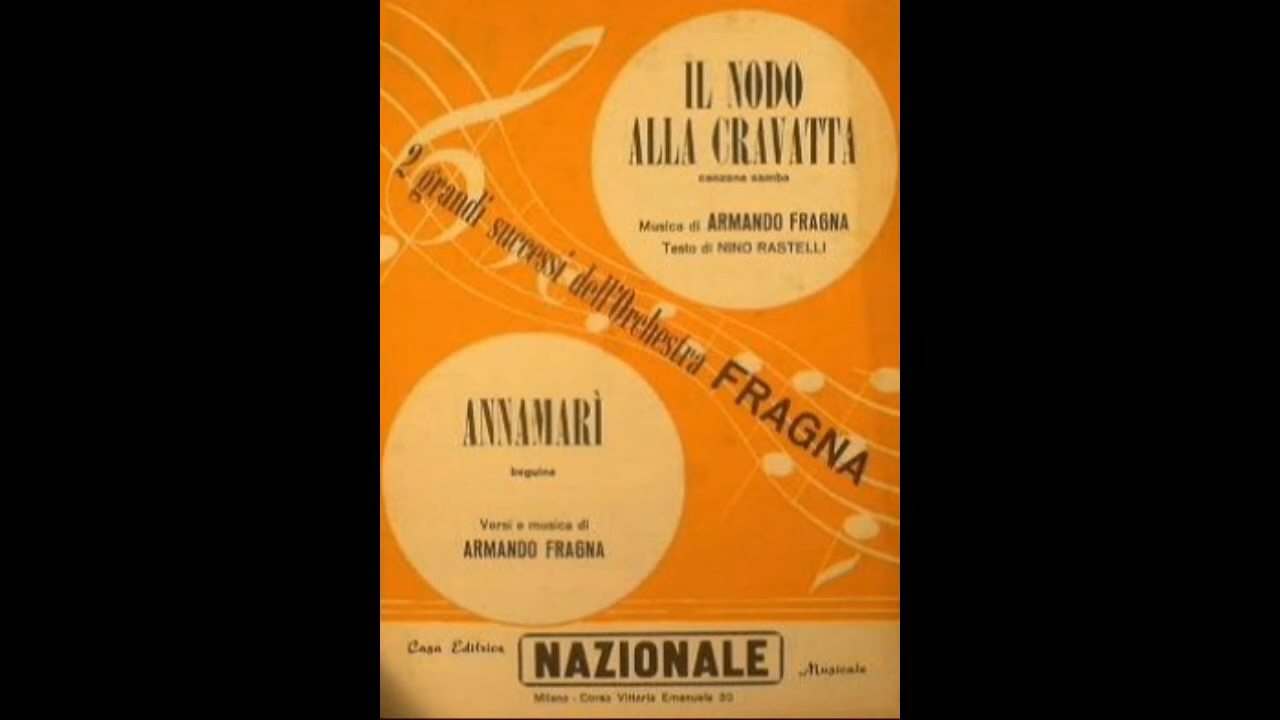 IL NODO
ALLA CRAVATTA
canzone samba
Musica di ARMANDO FRAGNA
Testo di NINO RASTELLI
2 grandi successi dell'Orchestra FRAGNA
ANNAMARÌ
beguine
Versi e musica di
ARMANDO FRAGNA
Casa Editrice NAZIONALE Musicale
Milano - Corso Vittorio Emanuele 30